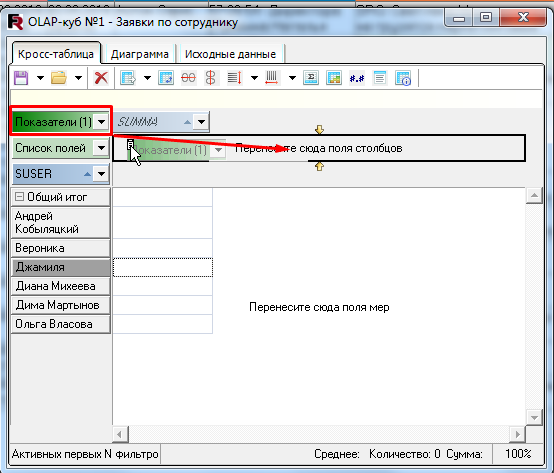 OLAP-куб №1 - Заявки по сотруднику
Кросс-таблица Диаграмма Исходные данные
Показатели (1) SUMMA
Список полей Показатели (1) Перенесите сюда поля столбцов
SUSER
Общий итог
Андрей
Кобыляцкий
Вероника
Джамиля
Диана Михеева
Дима Мартынов
Ольга Власова
Перенесите сюда поля мер
Активных первых N фильтро Среднее: Количество: 0 Сумма: 100%